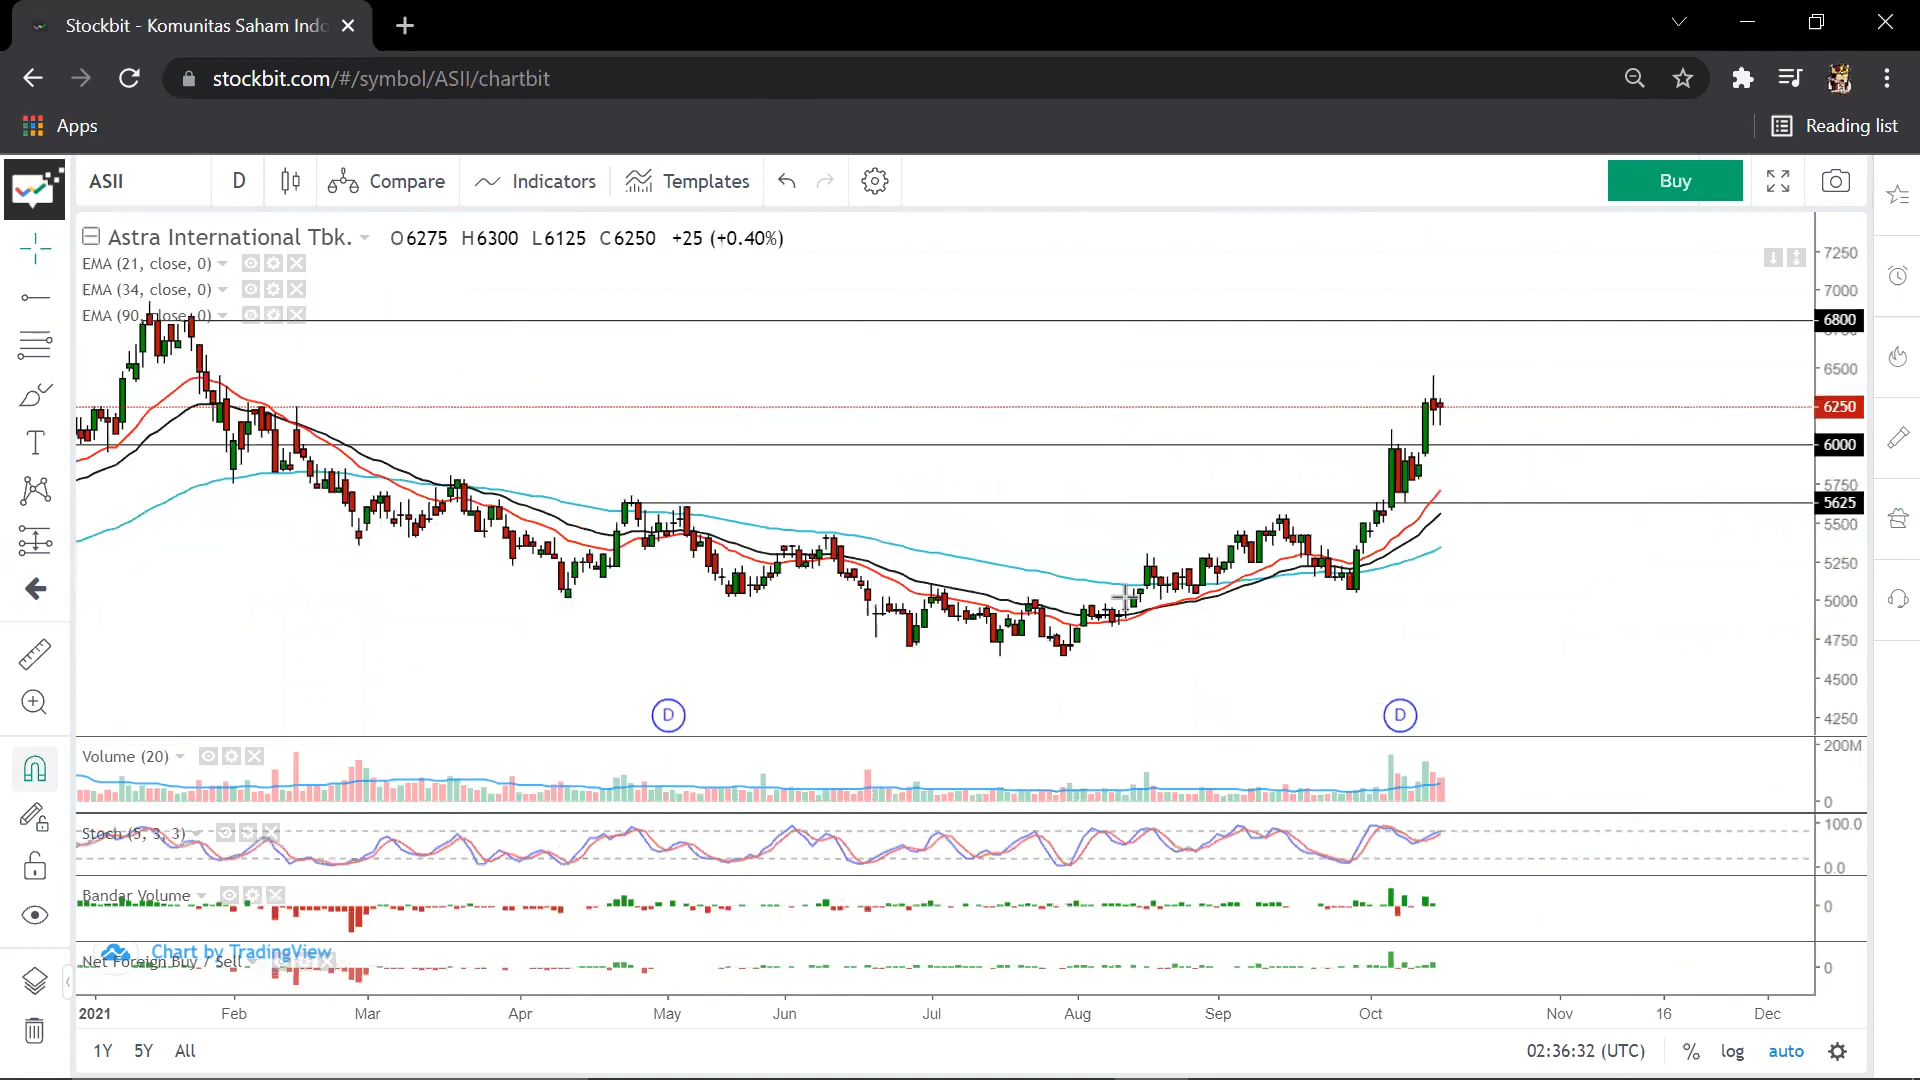 Stockbit - Komunitas Saham Indo
stockbit.com/#/symbol/ASII/chartbit
Apps
Reading list
ASII
D
Compare
Indicators
Templates
Buy
Astra International Tbk. O6275 H6300 L6125 C6250 +25 (+0.40%)
EMA (21, close, 0)
EMA (34, close, 0)
EMA (90, close, 0)
7250
7000
6800
6500
6250
6000
5750
5625
5500
5250
5000
4750
4500
4250
D
D
Volume (20)
200M
0
Stoch (5, 3, 3)
100.0
0.0
Bandar Volume
0
Chart by TradingView
Net Foreign Buy / Sell
0
2021 Feb Mar Apr May Jun Jul Aug Sep Oct Nov 16 Dec
1Y 5Y All
02:36:32 (UTC) % log auto